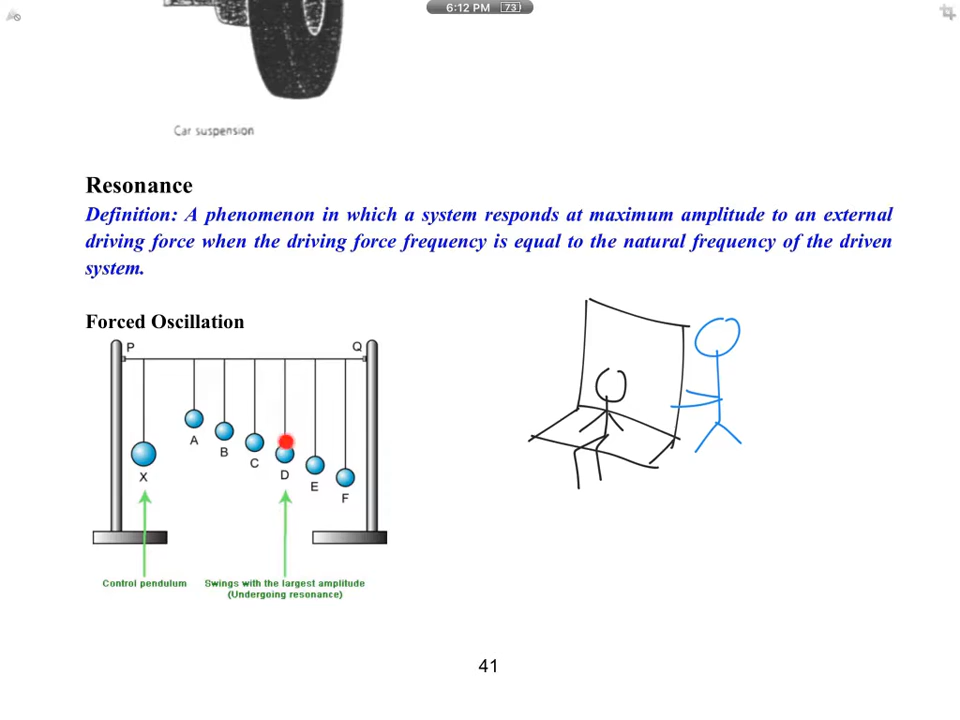 6:12 PM 73
Car suspension
Resonance
Definition: A phenomenon in which a system responds at maximum amplitude to an external
driving force when the driving force frequency is equal to the natural frequency of the driven
system.
Forced Oscillation
P Q
A
B
C
X D
E
F
Control pendulum Swings with the largest amplitude
(Undergoing resonance)
41